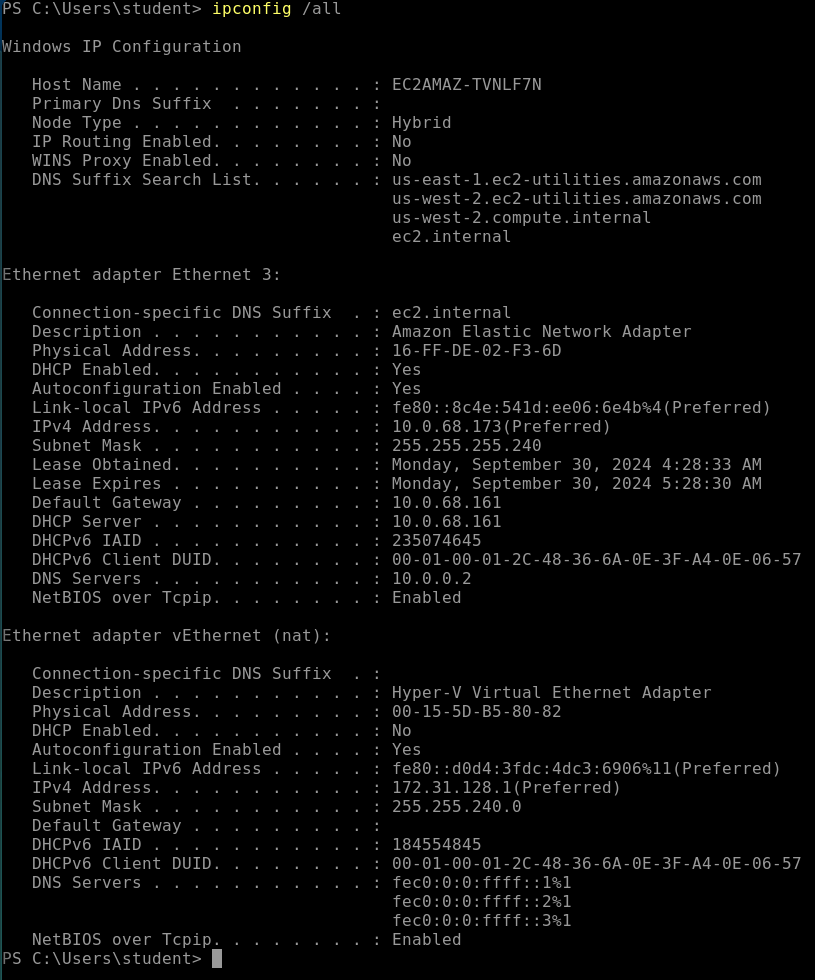 PS C:\Users\student> ipconfig /all
Windows IP Configuration
   Host Name . . . . . . . . . . . . : EC2AMAZ-TVNLF7N
   Primary Dns Suffix  . . . . . . . :
   Node Type . . . . . . . . . . . . : Hybrid
   IP Routing Enabled. . . . . . . . : No
   WINS Proxy Enabled. . . . . . . . : No
   DNS Suffix Search List. . . . . . : us-east-1.ec2-utilities.amazonaws.com
                                       us-west-2.ec2-utilities.amazonaws.com
                                       us-west-2.compute.internal
                                       ec2.internal
Ethernet adapter Ethernet 3:
   Connection-specific DNS Suffix  . : ec2.internal
   Description . . . . . . . . . . . : Amazon Elastic Network Adapter
   Physical Address. . . . . . . . . : 16-FF-DE-02-F3-6D
   DHCP Enabled. . . . . . . . . . . : Yes
   Autoconfiguration Enabled . . . . : Yes
   Link-local IPv6 Address . . . . . : fe80::8c4e:541d:ee06:6e4b%4(Preferred)
   IPv4 Address. . . . . . . . . . . : 10.0.68.173(Preferred)
   Subnet Mask . . . . . . . . . . . : 255.255.255.240
   Lease Obtained. . . . . . . . . . : Monday, September 30, 2024 4:28:33 AM
   Lease Expires . . . . . . . . . . : Monday, September 30, 2024 5:28:30 AM
   Default Gateway . . . . . . . . . : 10.0.68.161
   DHCP Server . . . . . . . . . . . : 10.0.68.161
   DHCPv6 IAID . . . . . . . . . . . : 235074645
   DHCPv6 Client DUID. . . . . . . . : 00-01-00-01-2C-48-36-6A-0E-3F-A4-0E-06-57
   DNS Servers . . . . . . . . . . . : 10.0.0.2
   NetBIOS over Tcpip. . . . . . . . : Enabled
Ethernet adapter vEthernet (nat):
   Connection-specific DNS Suffix  . :
   Description . . . . . . . . . . . : Hyper-V Virtual Ethernet Adapter
   Physical Address. . . . . . . . . : 00-15-5D-B5-80-82
   DHCP Enabled. . . . . . . . . . . : No
   Autoconfiguration Enabled . . . . : Yes
   Link-local IPv6 Address . . . . . : fe80::d0d4:3fdc:4dc3:6906%11(Preferred)
   IPv4 Address. . . . . . . . . . . : 172.31.128.1(Preferred)
   Subnet Mask . . . . . . . . . . . : 255.255.240.0
   Default Gateway . . . . . . . . . :
   DHCPv6 IAID . . . . . . . . . . . : 184554845
   DHCPv6 Client DUID. . . . . . . . : 00-01-00-01-2C-48-36-6A-0E-3F-A4-0E-06-57
   DNS Servers . . . . . . . . . . . : fec0:0:0:ffff::1%1
                                       fec0:0:0:ffff::2%1
                                       fec0:0:0:ffff::3%1
   NetBIOS over Tcpip. . . . . . . . : Enabled
PS C:\Users\student>